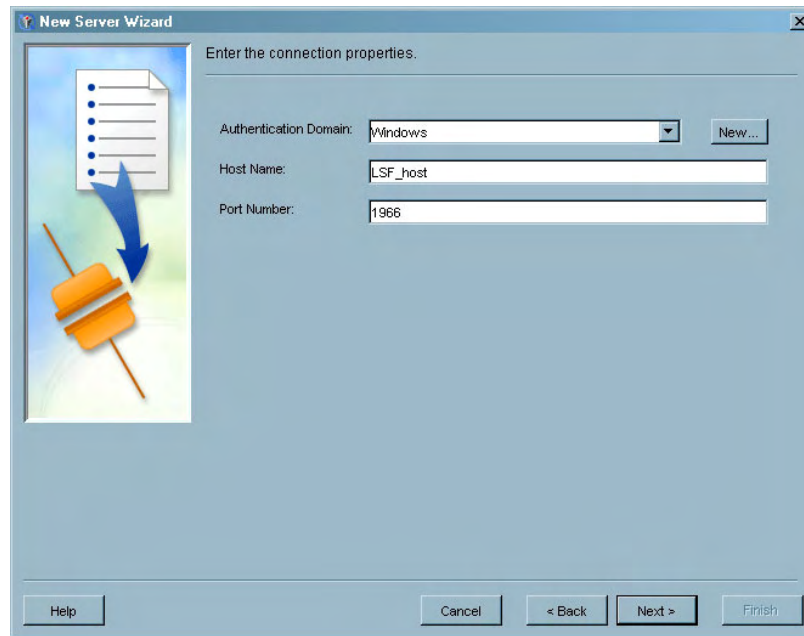 New Server Wizard
Enter the connection properties.
Authentication Domain: Windows New...
Host Name: LSF_host
Port Number: 1966
Help Cancel < Back Next > Finish